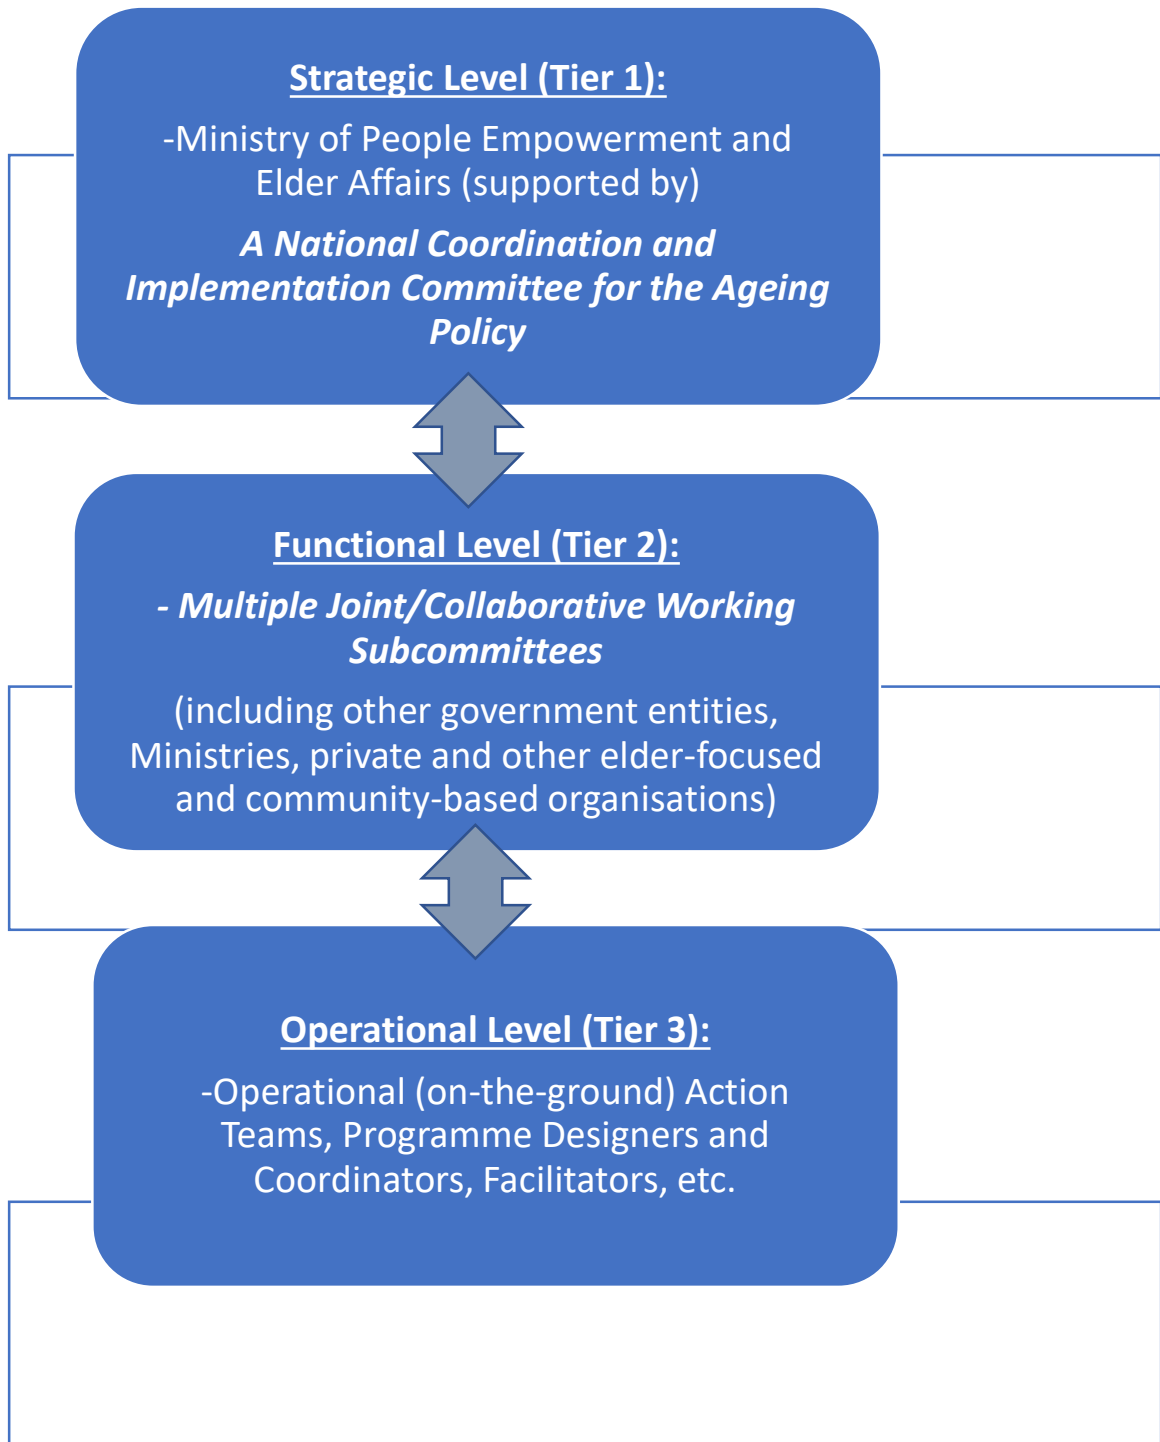 Strategic Level (Tier 1):
-Ministry of People Empowerment and
Elder Affairs (supported by)
A National Coordination and
Implementation Committee for the Ageing
Policy
Functional Level (Tier 2):
- Multiple Joint/Collaborative Working
Subcommittees
(including other government entities,
Ministries, private and other elder-focused
and community-based organisations)
Operational Level (Tier 3):
-Operational (on-the-ground) Action
Teams, Programme Designers and
Coordinators, Facilitators, etc.